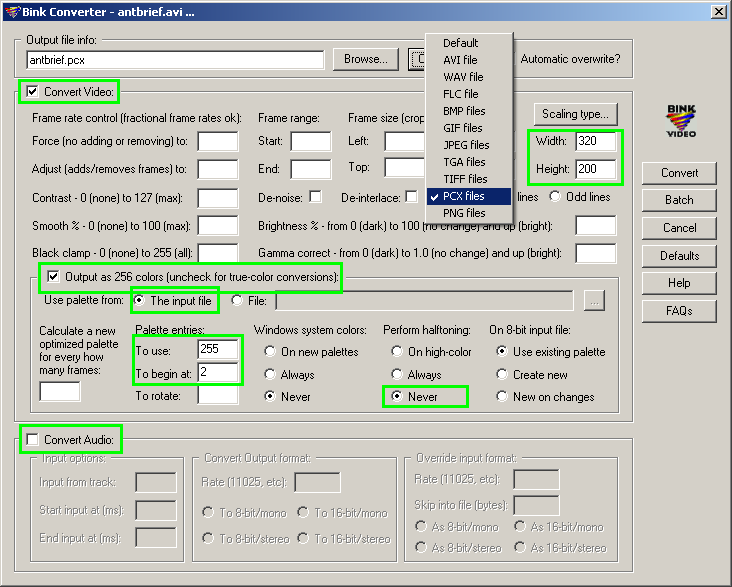 Bink Converter - antbrief.avi ...
Output file info:
antbrief.pcx
Browse...
Automatic overwrite?
Default
AVI file
WAV file
FLC file
BMP files
GIF files
JPEG files
TGA files
TIFF files
PCX files
PNG files
Convert Video:
Frame rate control (fractional frame rates ok):
Frame range:
Frame size (crop
Scaling type...
Force (no adding or removing) to:
Start:
Left:
Width: 320
Adjust (adds/removes frames) to:
End:
Top:
Height: 200
Contrast - 0 (none) to 127 (max):
De-noise:
De-interlace:
lines
Odd lines
Smooth % - 0 (none) to 100 (max):
Brightness % - from 0 (dark) to 100 (no change) and up (bright):
Black clamp - 0 (none) to 255 (all):
Gamma correct - from 0 (dark) to 1.0 (no change) and up (bright):
BINK
VIDEO
Convert
Batch
Cancel
Defaults
Help
FAQs
Output as 256 colors (uncheck for true-color conversions):
Use palette from:
The input file
File:
...
Calculate a new
optimized palette
for every how
many frames:
Palette entries:
To use: 255
To begin at: 2
To rotate:
Windows system colors:
On new palettes
Always
Never
Perform halftoning:
On high-color
Always
Never
On 8-bit input file:
Use existing palette
Create new
New on changes
Convert Audio:
Input options:
Input from track:
Start input at (ms):
End input at (ms):
Convert Output format:
Rate (11025, etc):
To 8-bit/mono
To 16-bit/mono
To 8-bit/stereo
To 16-bit/stereo
Override input format:
Rate (11025, etc):
Skip into file (bytes):
As 8-bit/mono
As 16-bit/mono
As 8-bit/stereo
As 16-bit/stereo